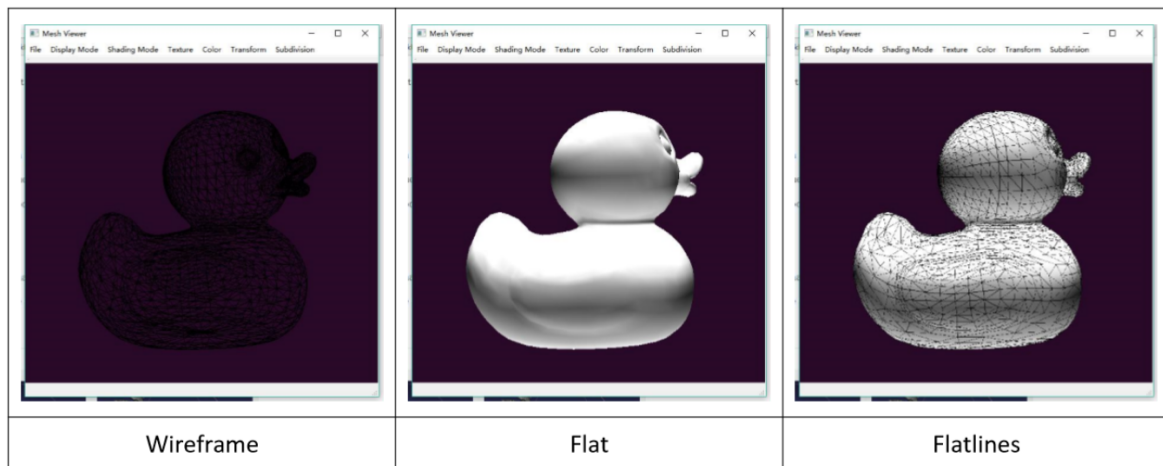 Mesh Viewer
File Display Mode Shading Mode Texture Color Transform Subdivision
Mesh Viewer
File Display Mode Shading Mode Texture Color Transform Subdivision
Mesh Viewer
File Display Mode Shading Mode Texture Color Transform Subdivision
Wireframe
Flat
Flatlines